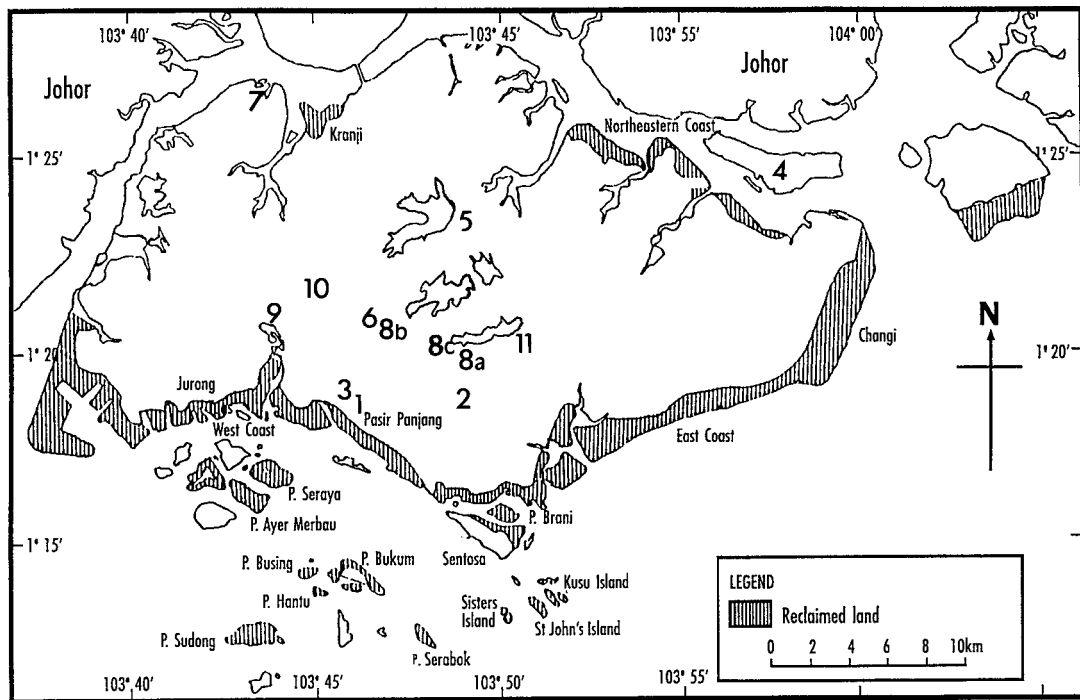 103° 40'
103° 45'
103° 55'
104° 00'
Johor
Johor
7
Kranji
Northeastern Coast
1° 25'
1° 25'
4
5
10
9
6
8b
8c
8a
11
N
1° 20'
1° 20'
Changi
Jurong
3
1
2
West Coast
Pasir Panjang
East Coast
P. Seraya
P. Ayer Merbau
P. Brani
1° 15'
Sentosa
P. Busing
P. Bukum
P. Hantu
Kusu Island
Sisters
Island
St John's Island
P. Sudong
P. Serabok
LEGEND
Reclaimed land
0 2 4 6 8 10km
103° 40'
103° 45'
103° 50'
103° 55'